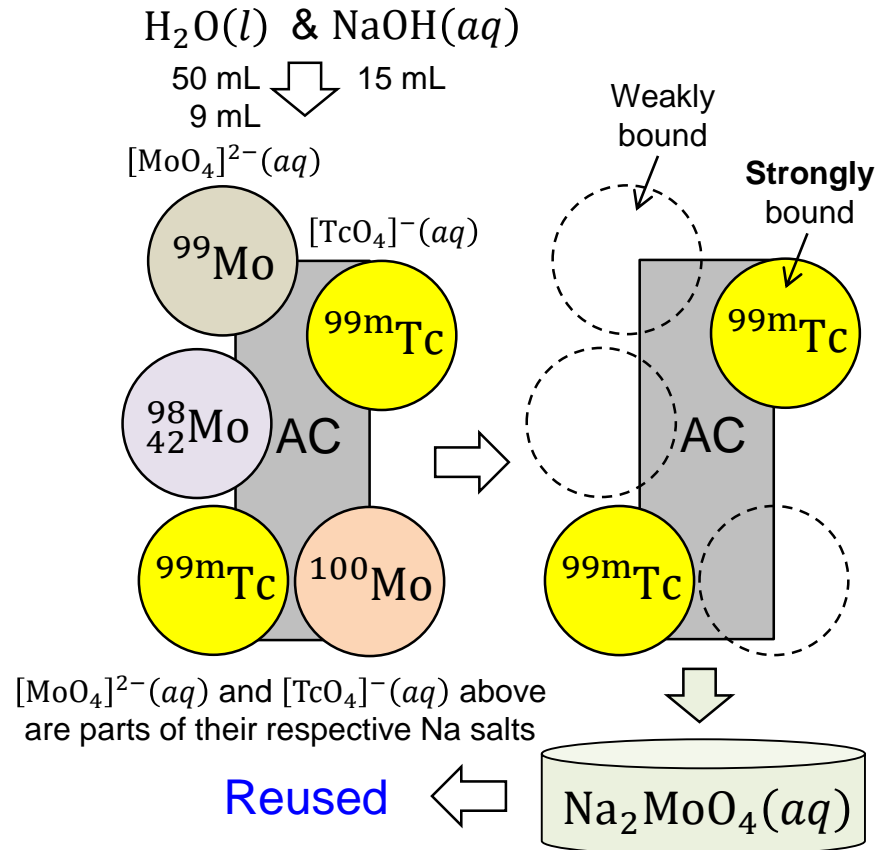 H₂O(l) & NaOH(aq)
50 mL 15 mL
9 mL
[MoO₄]²⁻(aq)
[TcO₄]⁻(aq)
⁹⁹Mo
⁹⁹ᵐTc
⁹⁸₄₂Mo
AC
⁹⁹ᵐTc
¹⁰⁰Mo
Weakly
bound
Strongly
bound
⁹⁹ᵐTc
AC
⁹⁹ᵐTc
[MoO₄]²⁻(aq) and [TcO₄]⁻(aq) above
are parts of their respective Na salts
Reused
Na₂MoO₄(aq)